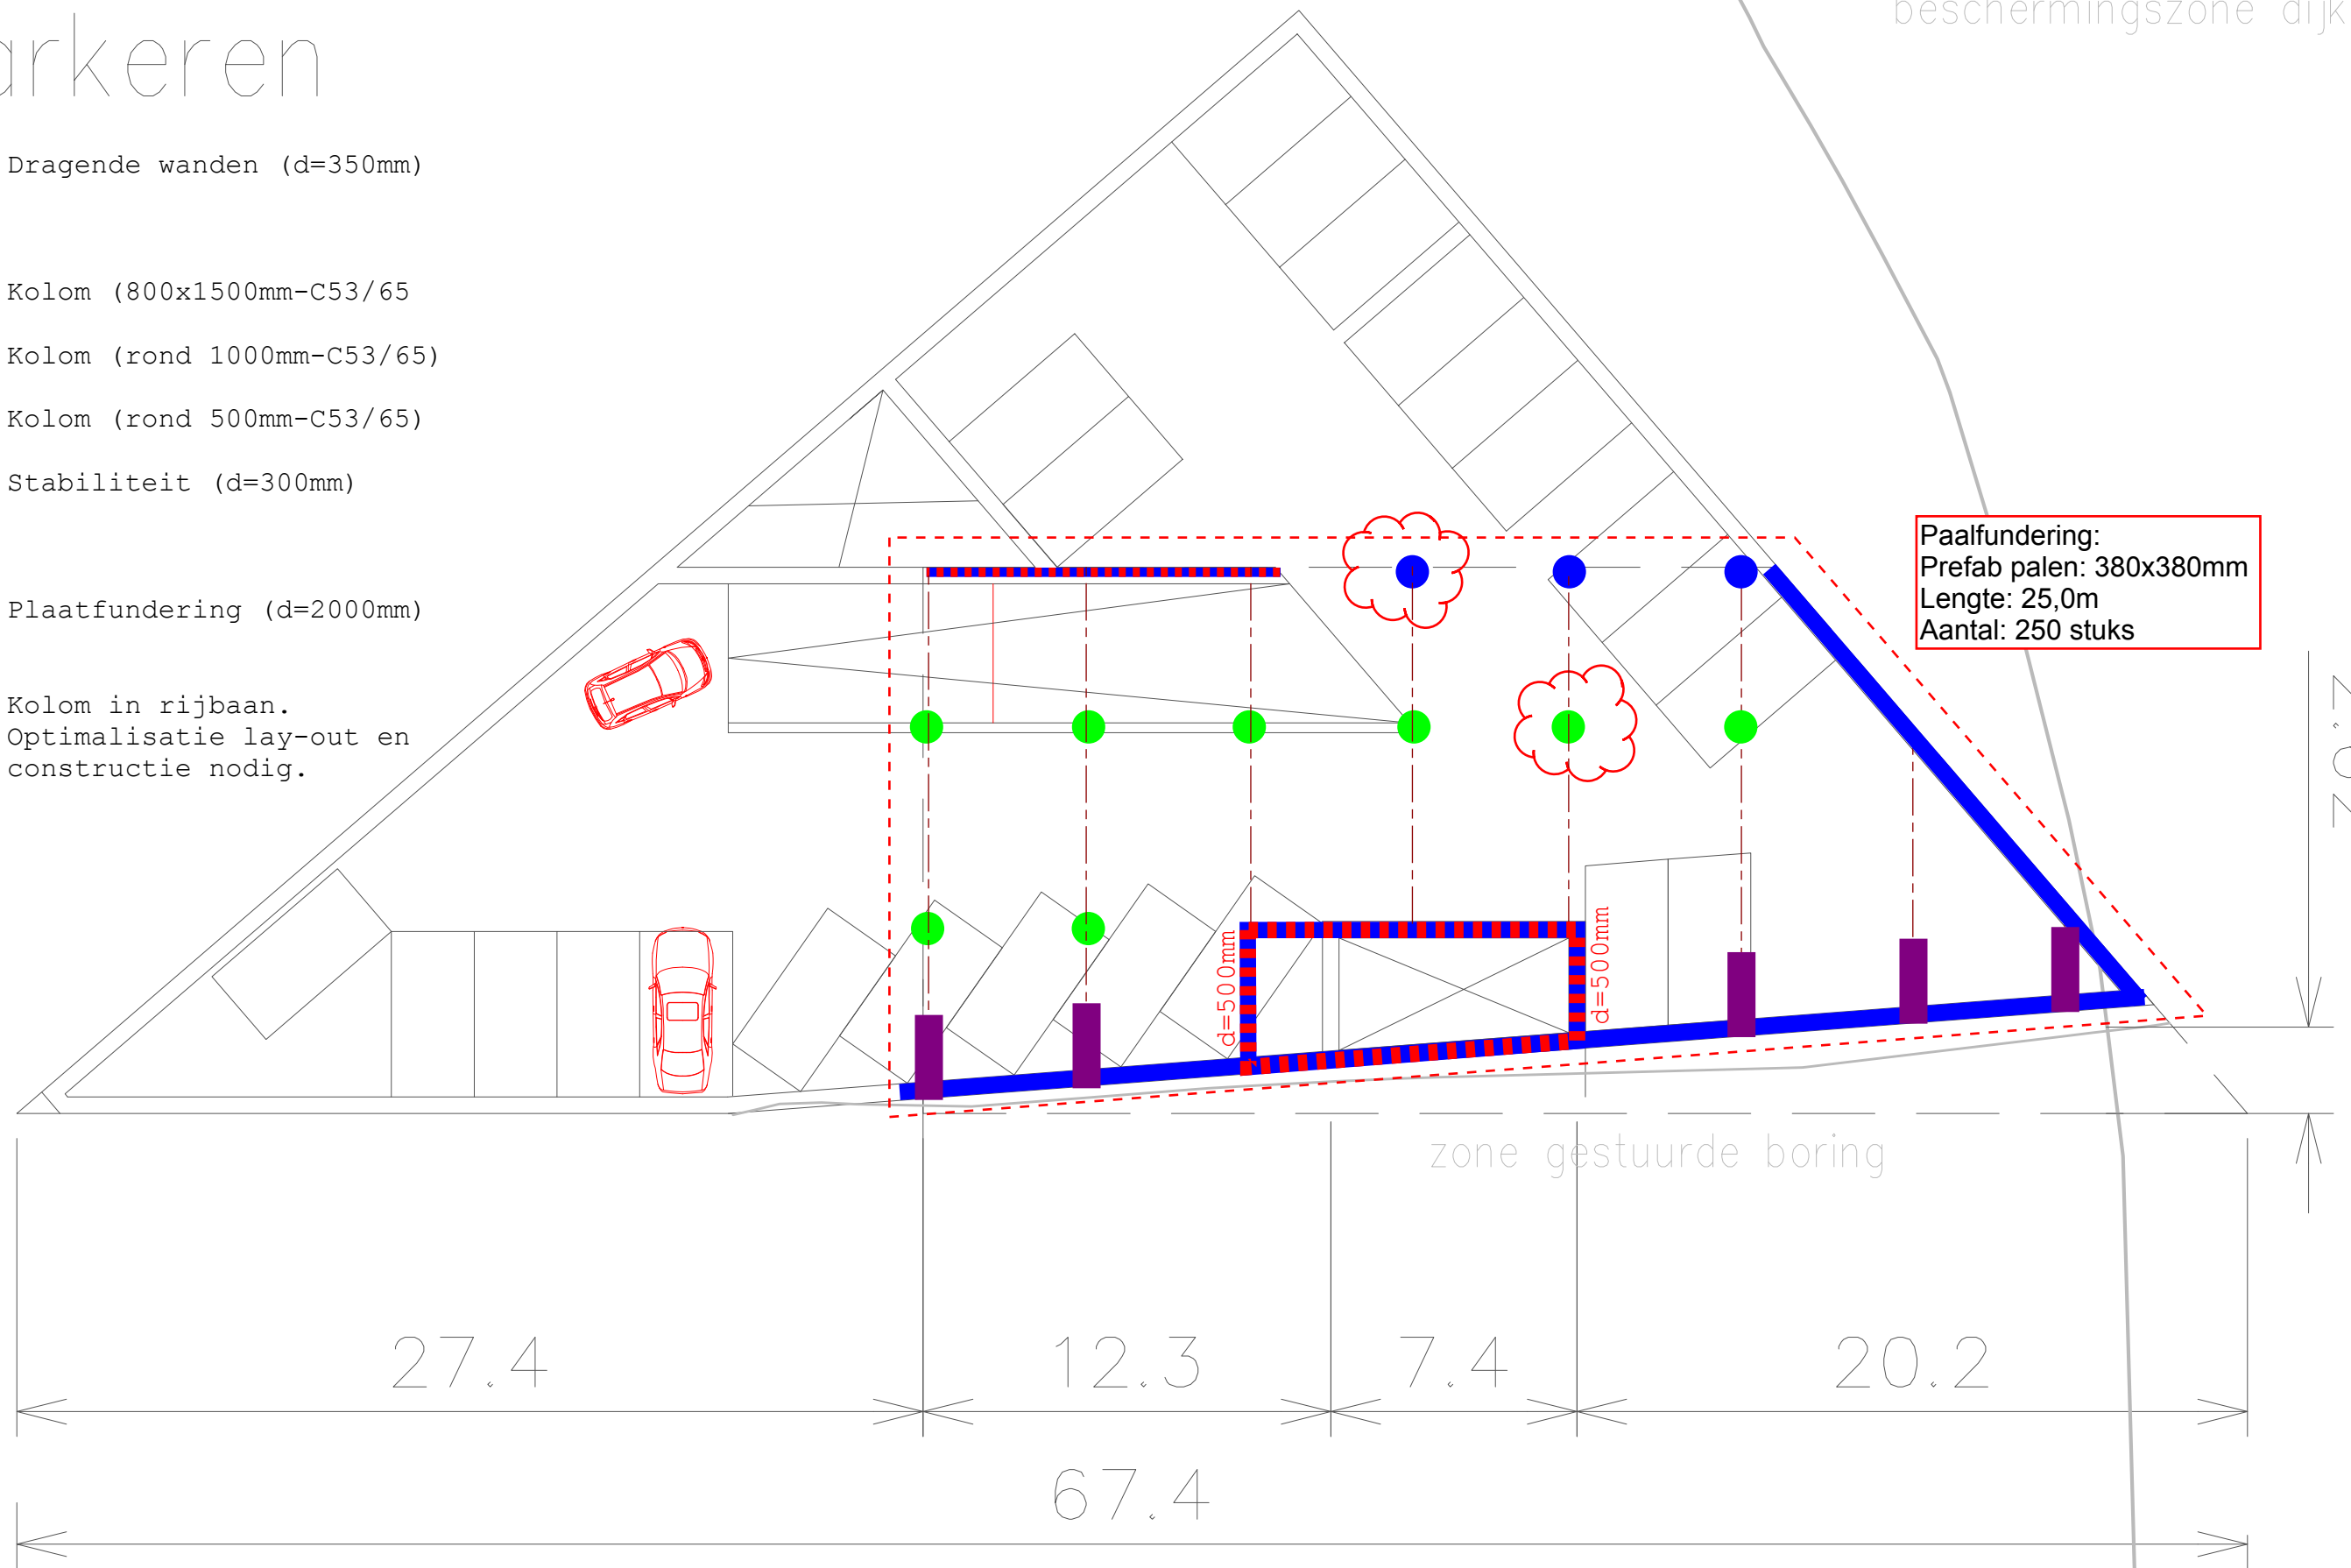 beschermingszone dijk
arkeren
Dragende wanden (d=350mm)
Kolom (800x1500mm-C53/65
Kolom (rond 1000mm-C53/65)
Kolom (rond 500mm-C53/65)
Stabiliteit (d=300mm)
Plaatfundering (d=2000mm)
Kolom in rijbaan.
Optimalisatie lay-out en
constructie nodig.
Paalfundering:
Prefab palen: 380x380mm
Lengte: 25,0m
Aantal: 250 stuks
d=500mm
d=500mm
zone gestuurde boring
27.4
12.3
7.4
20.2
67.4